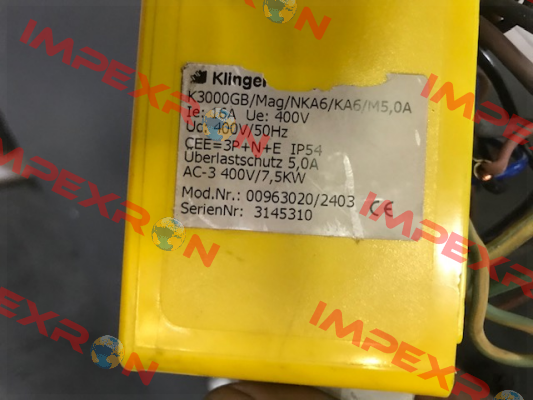 Klinger
K3000GB/Mag/NKA6/KA6/M5,0A
Ie: 16A Ue: 400V
Uc: 400V/50Hz
CEE=3P+N+E IP54
Überlastschutz 5,0A
AC-3 400V/7,5KW
Mod.Nr.: 00963020/2403 CE
SerienNr: 3145310
IMPEXRON
IMPEXRON
IMPEXRON
IMPEXRON